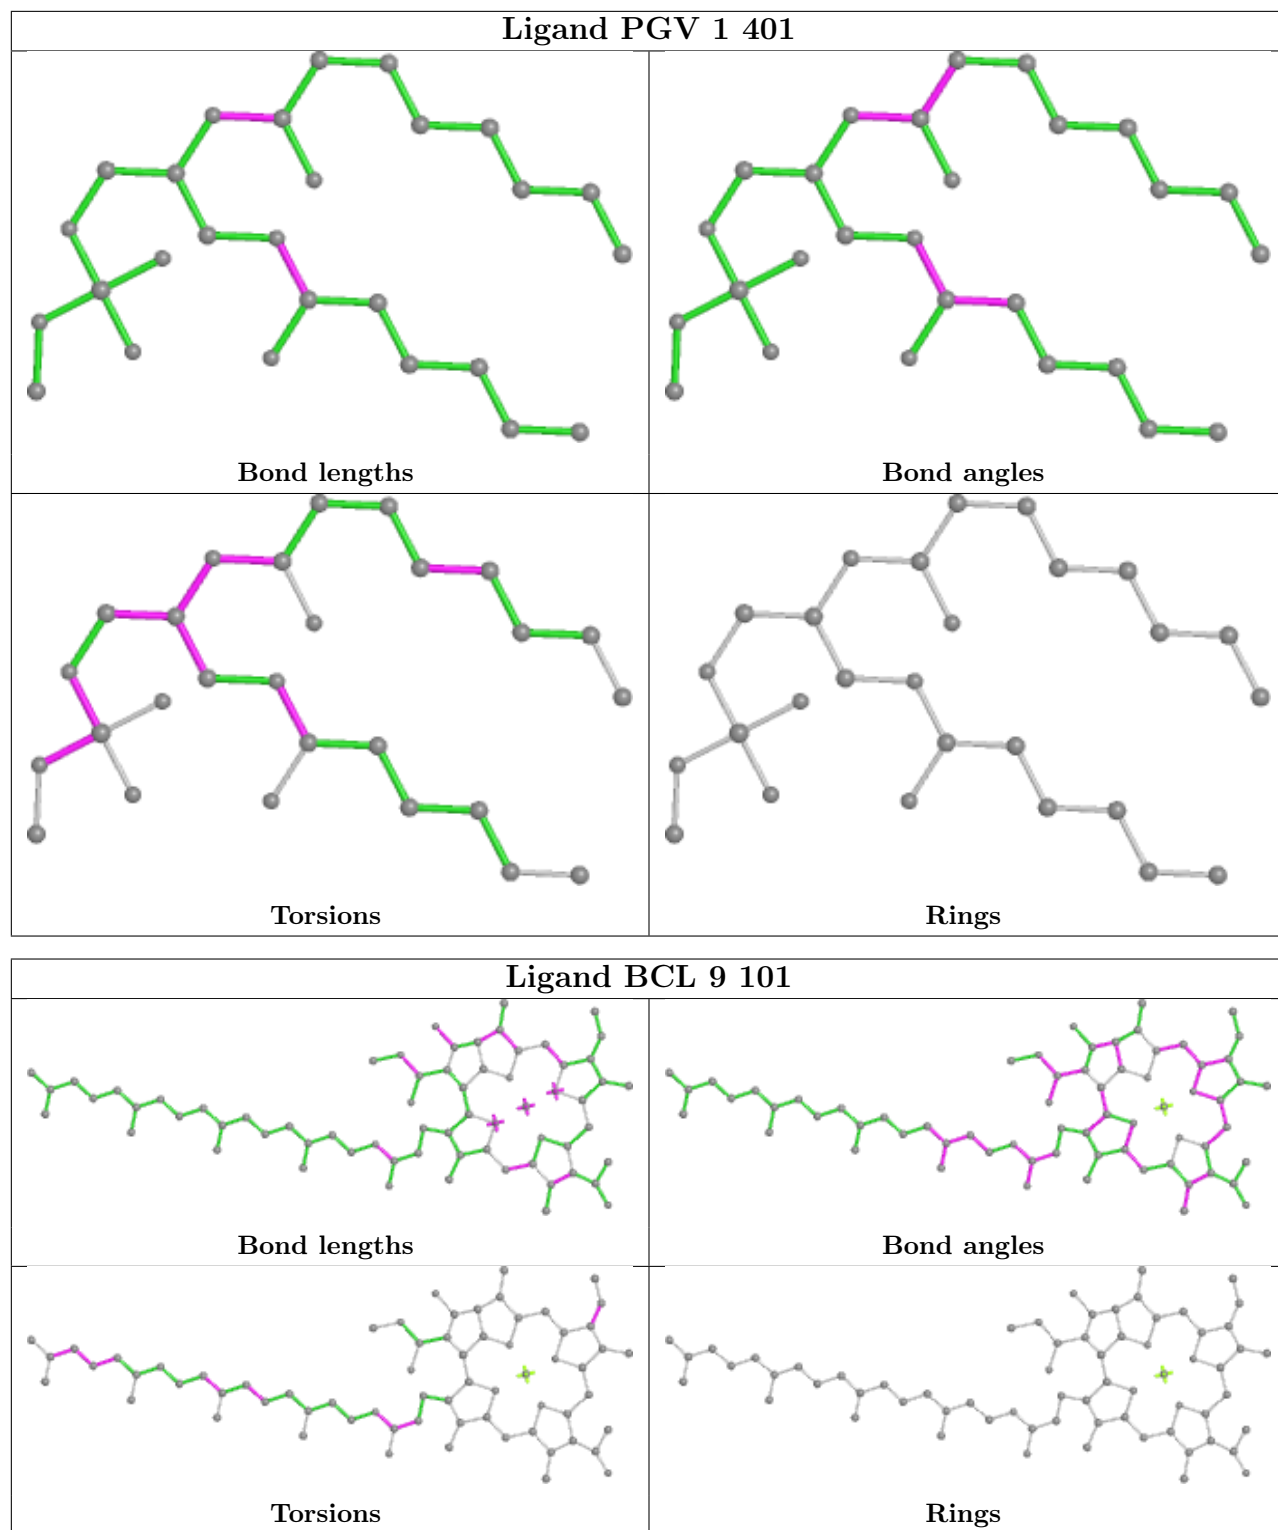 Ligand PGV 1 401
Bond lengths
Bond angles
Torsions
Rings
Ligand BCL 9 101
Bond lengths
Bond angles
Torsions
Rings